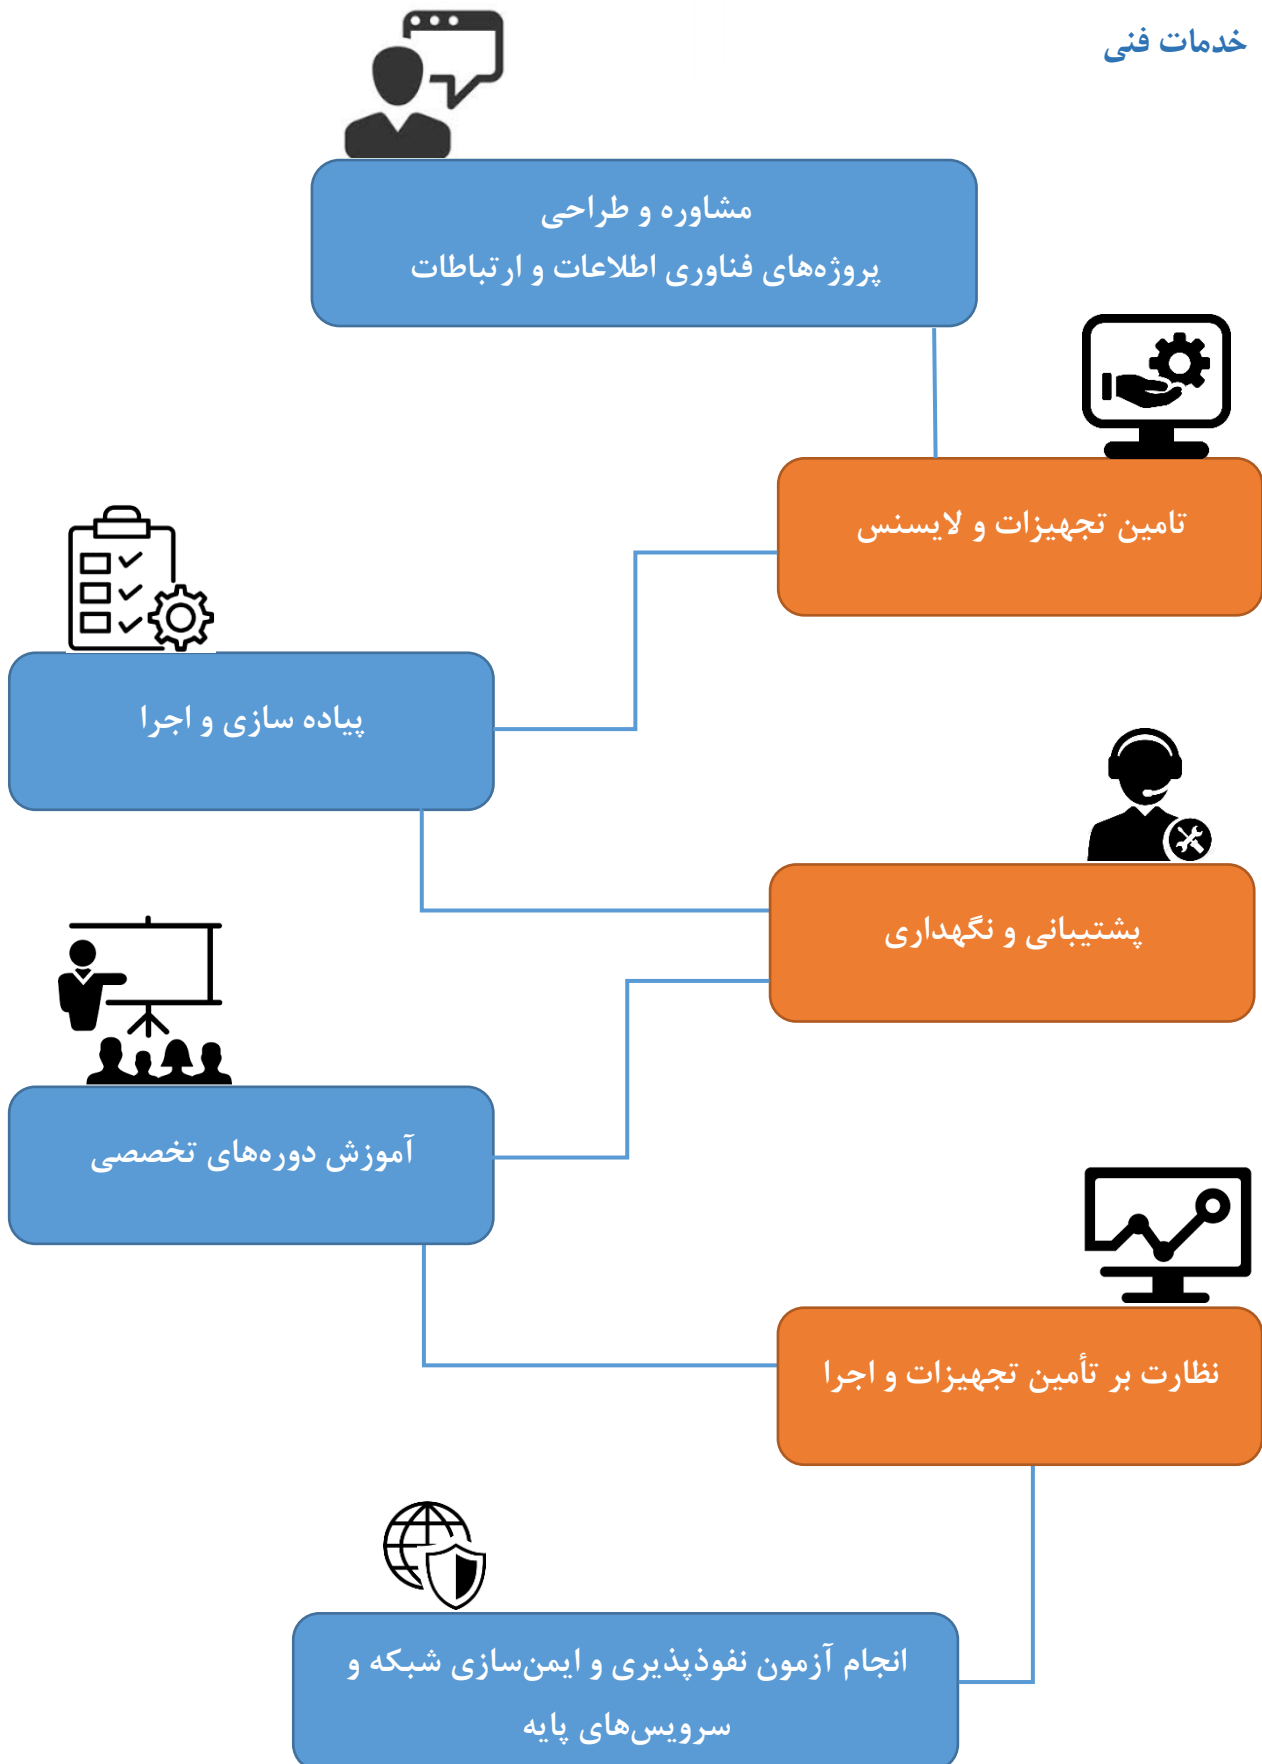 خدمات فنی
مشاوره و طراحی
پروژه‌های فناوری اطلاعات و ارتباطات
تامین تجهیزات و لایسنس
پیاده سازی و اجرا
پشتیبانی و نگهداری
آموزش دوره‌های تخصصی
نظارت بر تأمین تجهیزات و اجرا
انجام آزمون نفوذپذیری و ایمن‌سازی شبکه و
سرویس‌های پایه